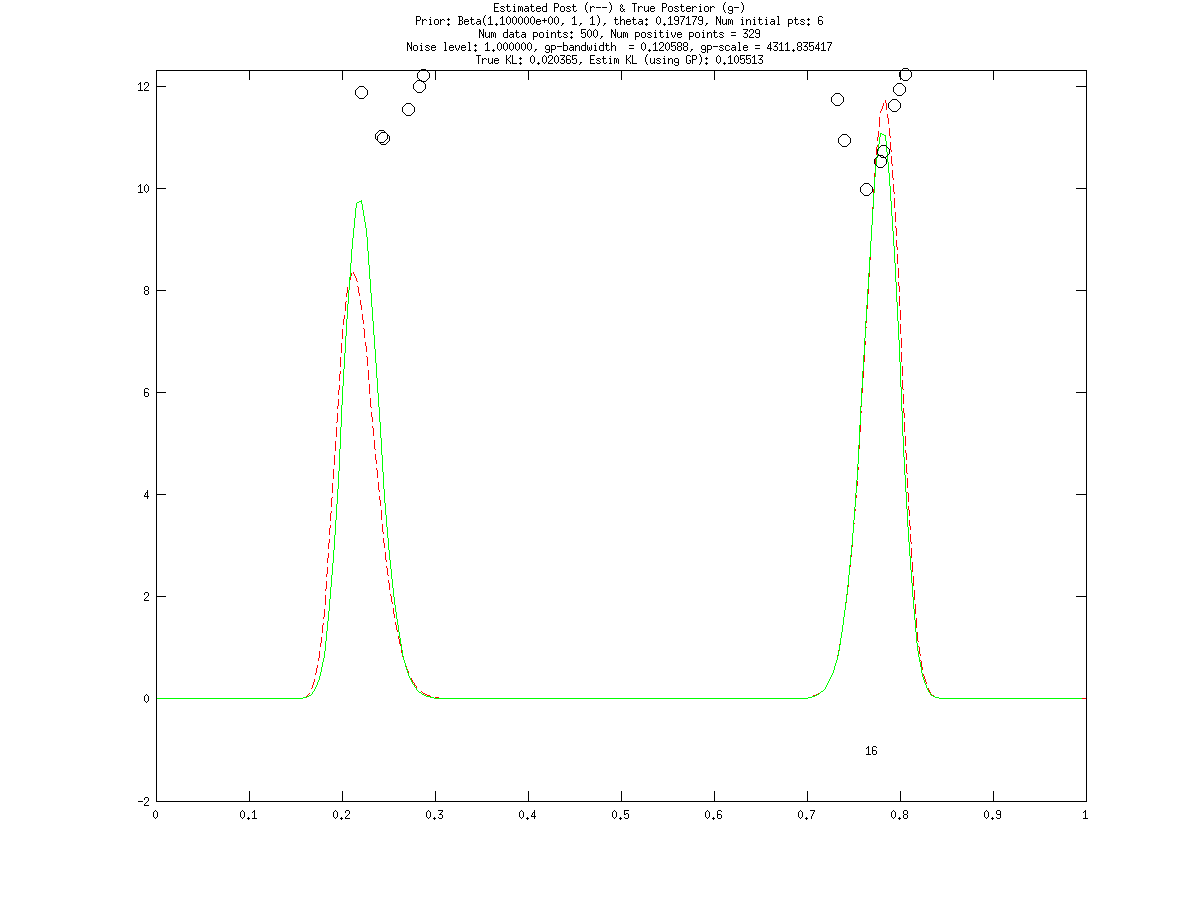 Estimated Post (r--) & True Posterior (g-)
Prior: Beta(1.100000e+00, 1, 1), theta: 0.197179, Num initial pts: 6
Num data points: 500, Num positive points = 329
Noise level: 1.000000, gp-bandwidth  = 0.120588, gp-scale = 4311.835417
True KL: 0.020365, Estim KL (using GP): 0.105513
12
10
8
6
4
2
0
16
-2
0 0.1 0.2 0.3 0.4 0.5 0.6 0.7 0.8 0.9 1